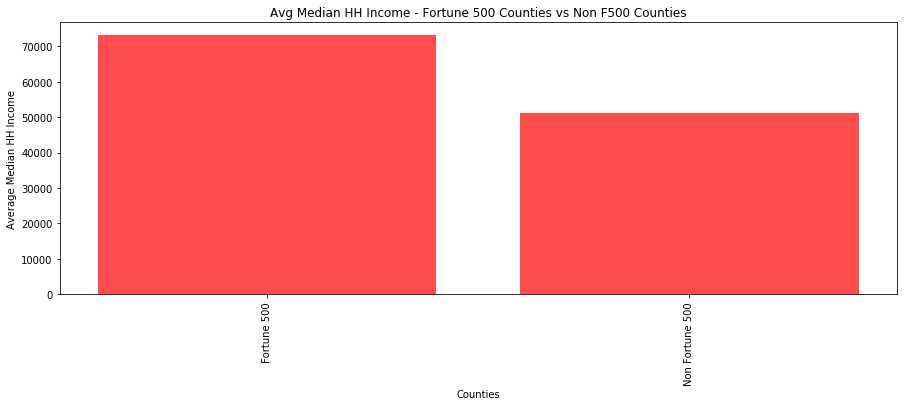 Avg Median HH Income - Fortune 500 Counties vs Non F500 Counties
Average Median HH Income
70000
60000
50000
40000
30000
20000
10000
0
Fortune 500
Non Fortune 500
Counties